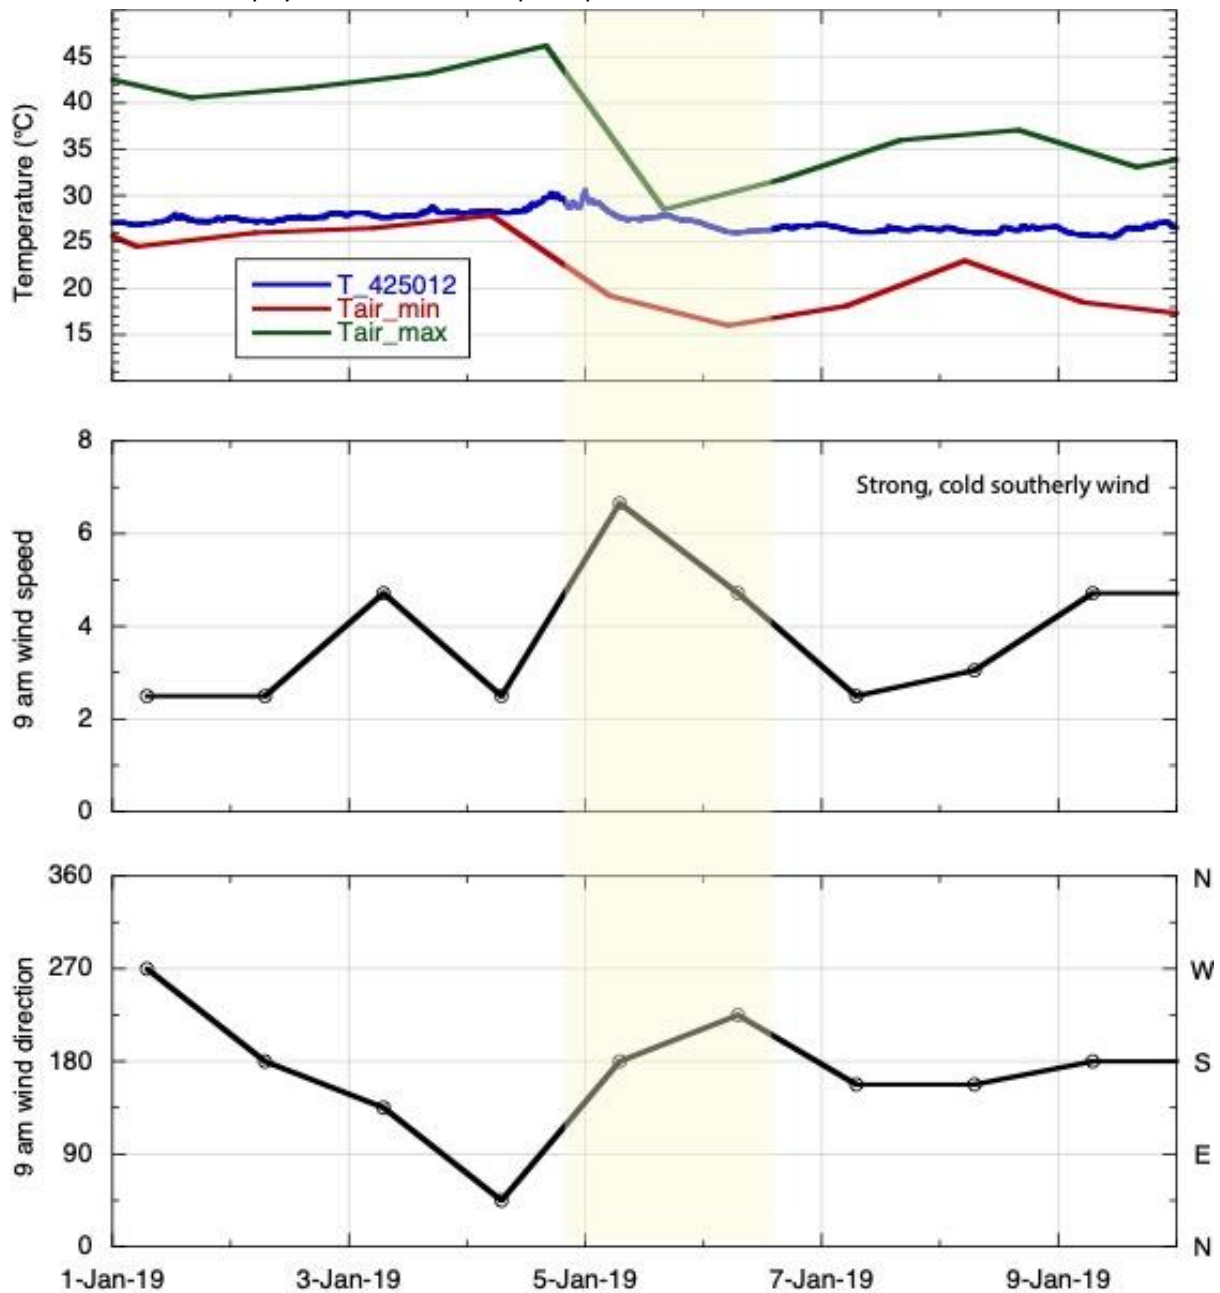 45
40
35
30
25
20
15
Temperature (°C)
T_425012
Tair_min
Tair_max
8
6
4
2
0
9 am wind speed
Strong, cold southerly wind
360
270
180
90
0
9 am wind direction
N
W
S
E
N
1-Jan-19 3-Jan-19 5-Jan-19 7-Jan-19 9-Jan-19